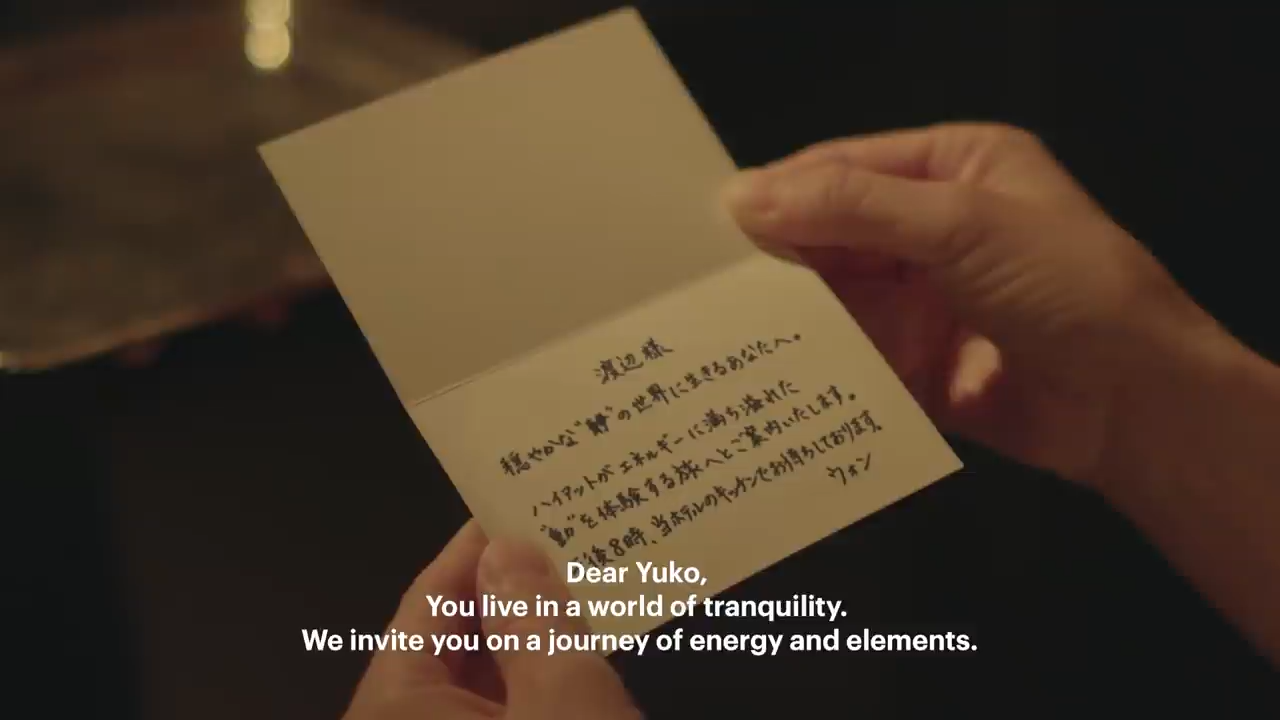 渡辺様
穏やかな"静"の世界に生きるあなたへ。
ハイアットがエネルギーに満ち溢れた
"動"を体験する旅へとご案内いたします。
午後8時、当ホテルのキッチンでお待ちしております。
ウォン
Dear Yuko,
You live in a world of tranquility.
We invite you on a journey of energy and elements.